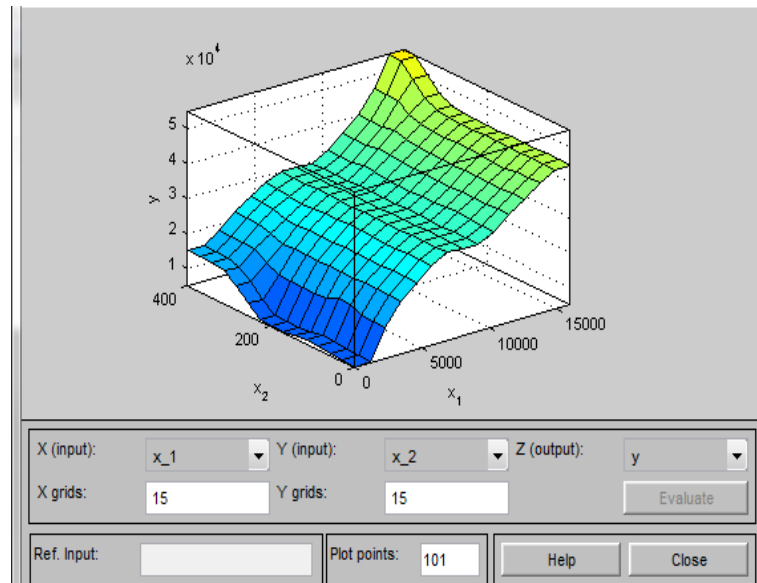 x 10⁴
5
4
3
2
1
y
400
200
0
x₂
0
5000
10000
15000
x₁
X (input): x_1 Y (input): x_2 Z (output): y
X grids: 15 Y grids: 15 Evaluate
Ref. Input: Plot points: 101 Help Close